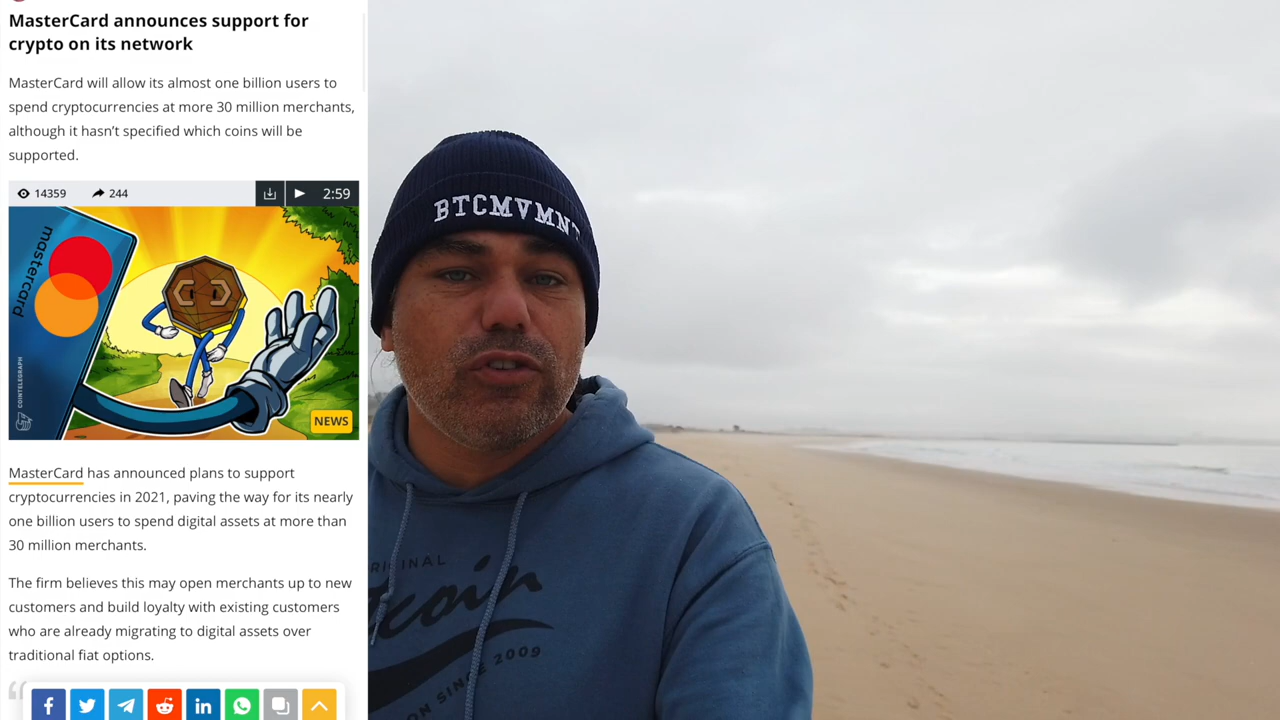 MasterCard announces support for
crypto on its network
MasterCard will allow its almost one billion users to
spend cryptocurrencies at more 30 million merchants,
although it hasn’t specified which coins will be
supported.
14359 244 2:59
mastercard
COINTELEGRAPH
NEWS
MasterCard has announced plans to support
cryptocurrencies in 2021, paving the way for its nearly
one billion users to spend digital assets at more than
30 million merchants.
The firm believes this may open merchants up to new
customers and build loyalty with existing customers
who are already migrating to digital assets over
traditional fiat options.
BTCMVMNT
RIGINAL
tcoin
ON SINCE 2009